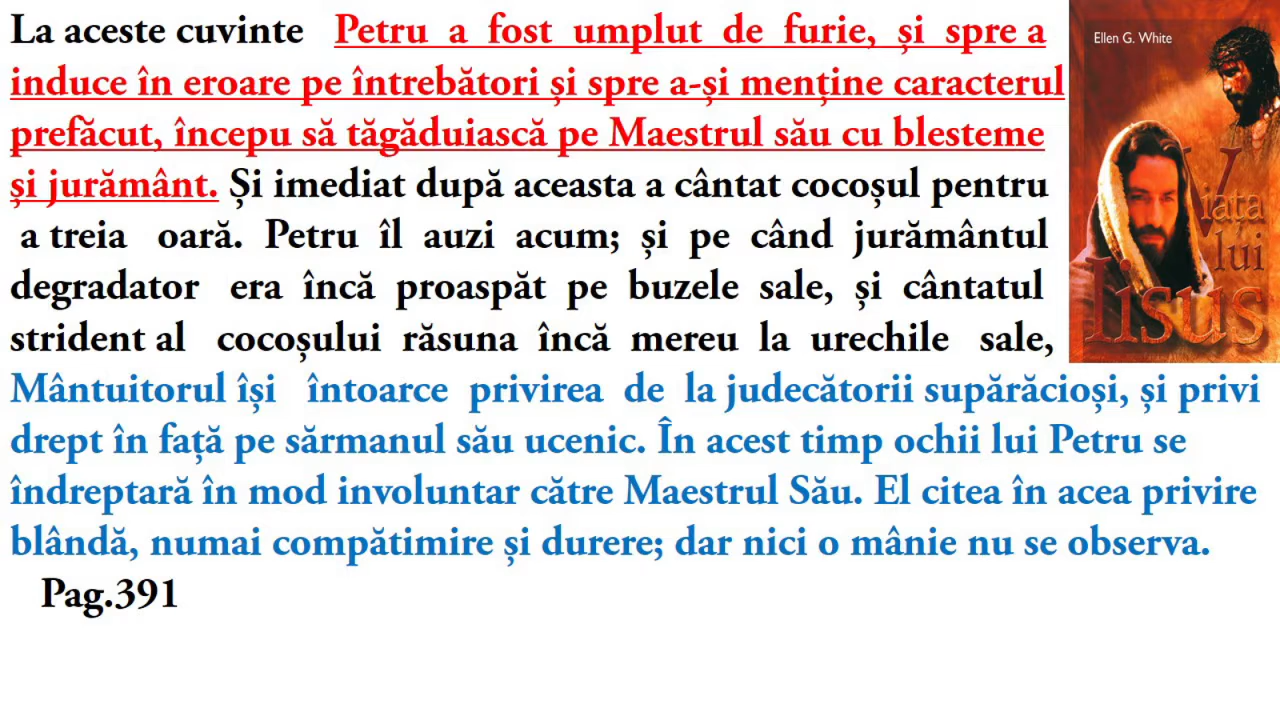 La aceste cuvinte Petru a fost umplut de furie, și spre a
induce în eroare pe întrebători și spre a-și menține caracterul
prefăcut, începu să tăgăduiască pe Maestrul său cu blesteme
și jurământ. Și imediat după aceasta a cântat cocoșul pentru
a treia oară. Petru îl auzi acum; și pe când jurământul
degradator era încă proaspăt pe buzele sale, și cântatul
strident al cocoșului răsuna încă mereu la urechile sale,
Mântuitorul își întoarce privirea de la judecătorii supărăcioși, și privi
drept în față pe sărmanul său ucenic. În acest timp ochii lui Petru se
îndreptară în mod involuntar către Maestrul Său. El citea în acea privire
blândă, numai compătimire și durere; dar nici o mânie nu se observa.
Pag.391
Ellen G. White
Viata
lui
Iisus